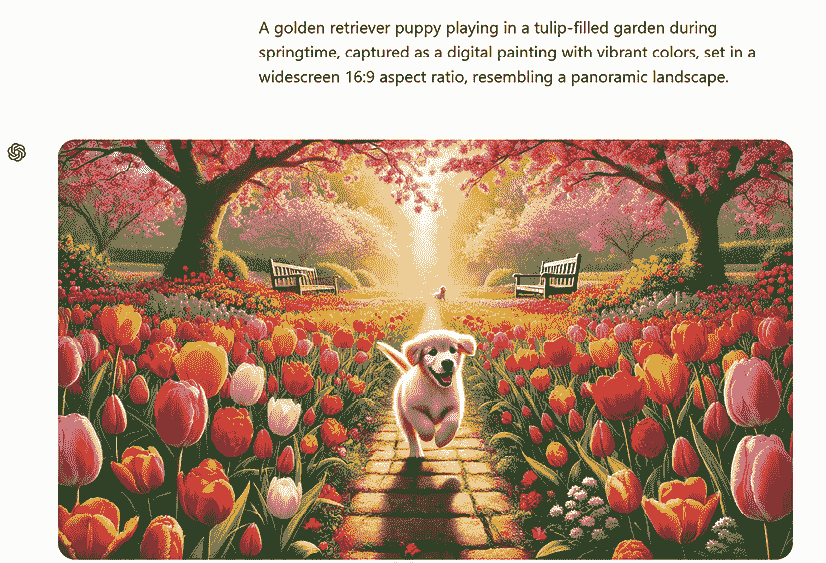 A golden retriever puppy playing in a tulip-filled garden during
springtime, captured as a digital painting with vibrant colors, set in a
widescreen 16:9 aspect ratio, resembling a panoramic landscape.